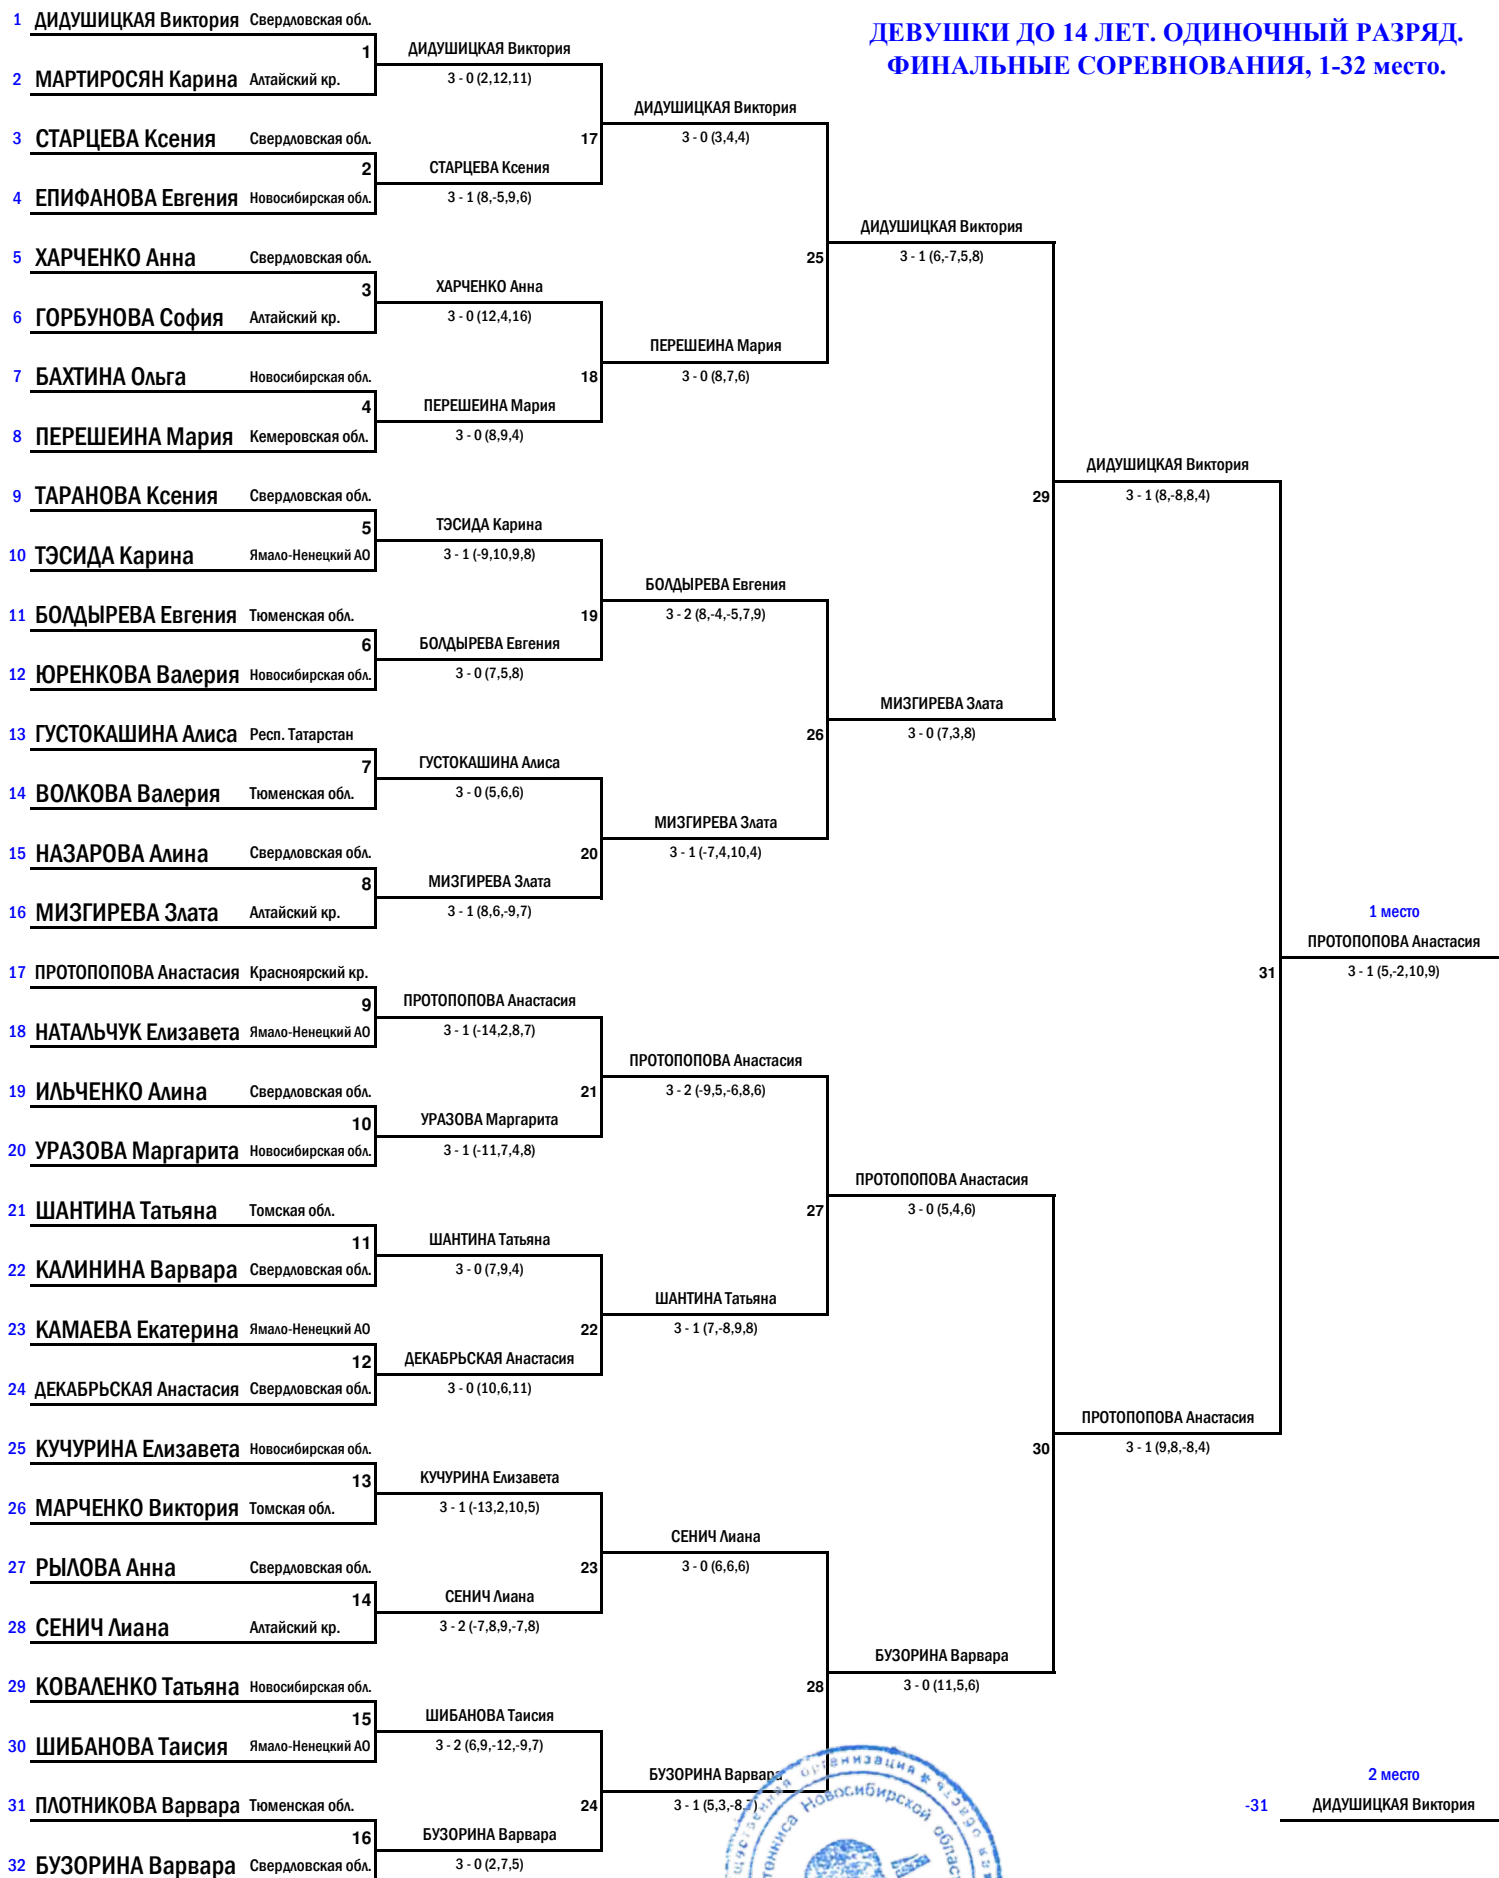 ДЕВУШКИ ДО 14 ЛЕТ. ОДИНОЧНЫЙ РАЗРЯД.
ФИНАЛЬНЫЕ СОРЕВНОВАНИЯ, 1-32 место.
1 ДИДУШИЦКАЯ Виктория Свердловская обл.
1
2 МАРТИРОСЯН Карина Алтайский кр.
3 СТАРЦЕВА Ксения Свердловская обл.
2
4 ЕПИФАНОВА Евгения Новосибирская обл.
5 ХАРЧЕНКО Анна Свердловская обл.
3
6 ГОРБУНОВА София Алтайский кр.
7 БАХТИНА Ольга Новосибирская обл.
4
8 ПЕРЕШЕИНА Мария Кемеровская обл.
9 ТАРАНОВА Ксения Свердловская обл.
5
10 ТЭСИДА Карина Ямало-Ненецкий АО
11 БОЛДЫРЕВА Евгения Тюменская обл.
6
12 ЮРЕНКОВА Валерия Новосибирская обл.
13 ГУСТОКАШИНА Алиса Респ. Татарстан
7
14 ВОЛКОВА Валерия Тюменская обл.
15 НАЗАРОВА Алина Свердловская обл.
8
16 МИЗГИРЕВА Злата Алтайский кр.
17 ПРОТОПОПОВА Анастасия Красноярский кр.
9
18 НАТАЛЬЧУК Елизавета Ямало-Ненецкий АО
19 ИЛЬЧЕНКО Алина Свердловская обл.
10
20 УРАЗОВА Маргарита Новосибирская обл.
21 ШАНТИНА Татьяна Томская обл.
11
22 КАЛИНИНА Варвара Свердловская обл.
23 КАМАЕВА Екатерина Ямало-Ненецкий АО
12
24 ДЕКАБРЬСКАЯ Анастасия Свердловская обл.
25 КУЧУРИНА Елизавета Новосибирская обл.
13
26 МАРЧЕНКО Виктория Томская обл.
27 РЫЛОВА Анна Свердловская обл.
14
28 СЕНИЧ Лиана Алтайский кр.
29 КОВАЛЕНКО Татьяна Новосибирская обл.
15
30 ШИБАНОВА Таисия Ямало-Ненецкий АО
31 ПЛОТНИКОВА Варвара Тюменская обл.
16
32 БУЗОРИНА Варвара Свердловская обл.
ДИДУШИЦКАЯ Виктория
3 - 0 (2,12,11)
17
СТАРЦЕВА Ксения
3 - 1 (8,-5,9,6)
ХАРЧЕНКО Анна
3 - 0 (12,4,16)
18
ПЕРЕШЕИНА Мария
3 - 0 (8,9,4)
ТЭСИДА Карина
3 - 1 (-9,10,9,8)
19
БОЛДЫРЕВА Евгения
3 - 0 (7,5,8)
ГУСТОКАШИНА Алиса
3 - 0 (5,6,6)
20
МИЗГИРЕВА Злата
3 - 1 (8,6,-9,7)
ПРОТОПОПОВА Анастасия
3 - 1 (-14,2,8,7)
21
УРАЗОВА Маргарита
3 - 1 (-11,7,4,8)
ШАНТИНА Татьяна
3 - 0 (7,9,4)
22
ДЕКАБРЬСКАЯ Анастасия
3 - 0 (10,6,11)
КУЧУРИНА Елизавета
3 - 1 (-13,2,10,5)
23
СЕНИЧ Лиана
3 - 2 (-7,8,9,-7,8)
ШИБАНОВА Таисия
3 - 2 (6,9,-12,-9,7)
24
БУЗОРИНА Варвара
3 - 0 (2,7,5)
ДИДУШИЦКАЯ Виктория
3 - 0 (3,4,4)
25
ПЕРЕШЕИНА Мария
3 - 0 (8,7,6)
БОЛДЫРЕВА Евгения
3 - 2 (8,-4,-5,7,9)
26
МИЗГИРЕВА Злата
3 - 1 (-7,4,10,4)
ПРОТОПОПОВА Анастасия
3 - 2 (-9,5,-6,8,6)
27
ШАНТИНА Татьяна
3 - 1 (7,-8,9,8)
СЕНИЧ Лиана
3 - 0 (6,6,6)
28
БУЗОРИНА Варвара
3 - 1 (5,3,-8,7)
ДИДУШИЦКАЯ Виктория
3 - 1 (6,-7,5,8)
29
МИЗГИРЕВА Злата
3 - 0 (7,3,8)
ПРОТОПОПОВА Анастасия
3 - 0 (5,4,6)
30
БУЗОРИНА Варвара
3 - 0 (11,5,6)
ДИДУШИЦКАЯ Виктория
3 - 1 (8,-8,8,4)
31
ПРОТОПОПОВА Анастасия
3 - 1 (9,8,-8,4)
1 место
ПРОТОПОПОВА Анастасия
3 - 1 (5,-2,10,9)
2 место
-31 ДИДУШИЦКАЯ Виктория
организация
Новосибирской